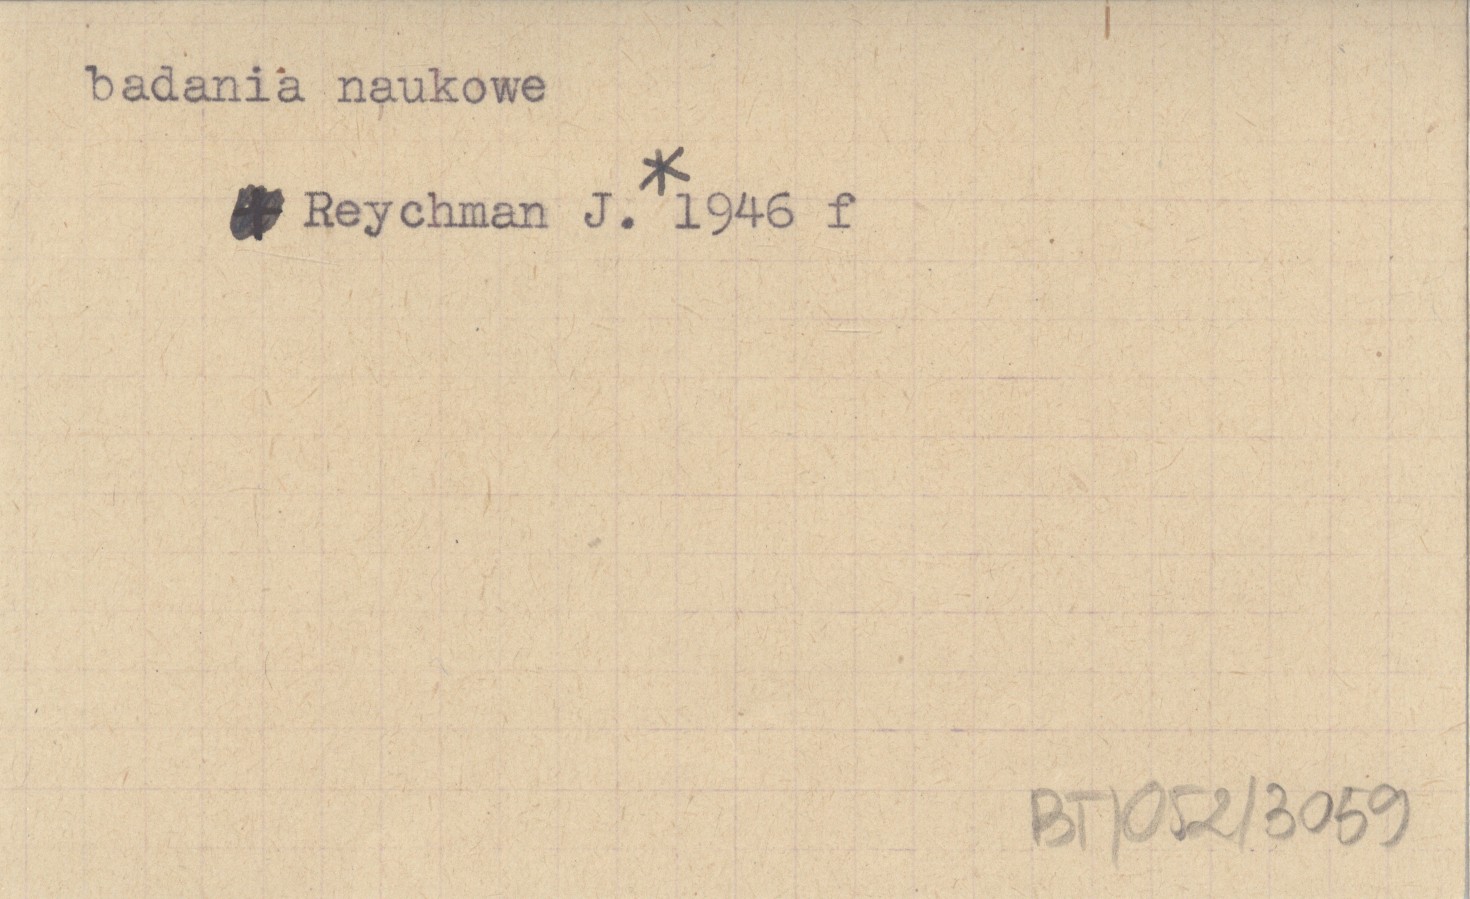 badania naukowe
Reychman J.* 1946 f
BT/052/3059